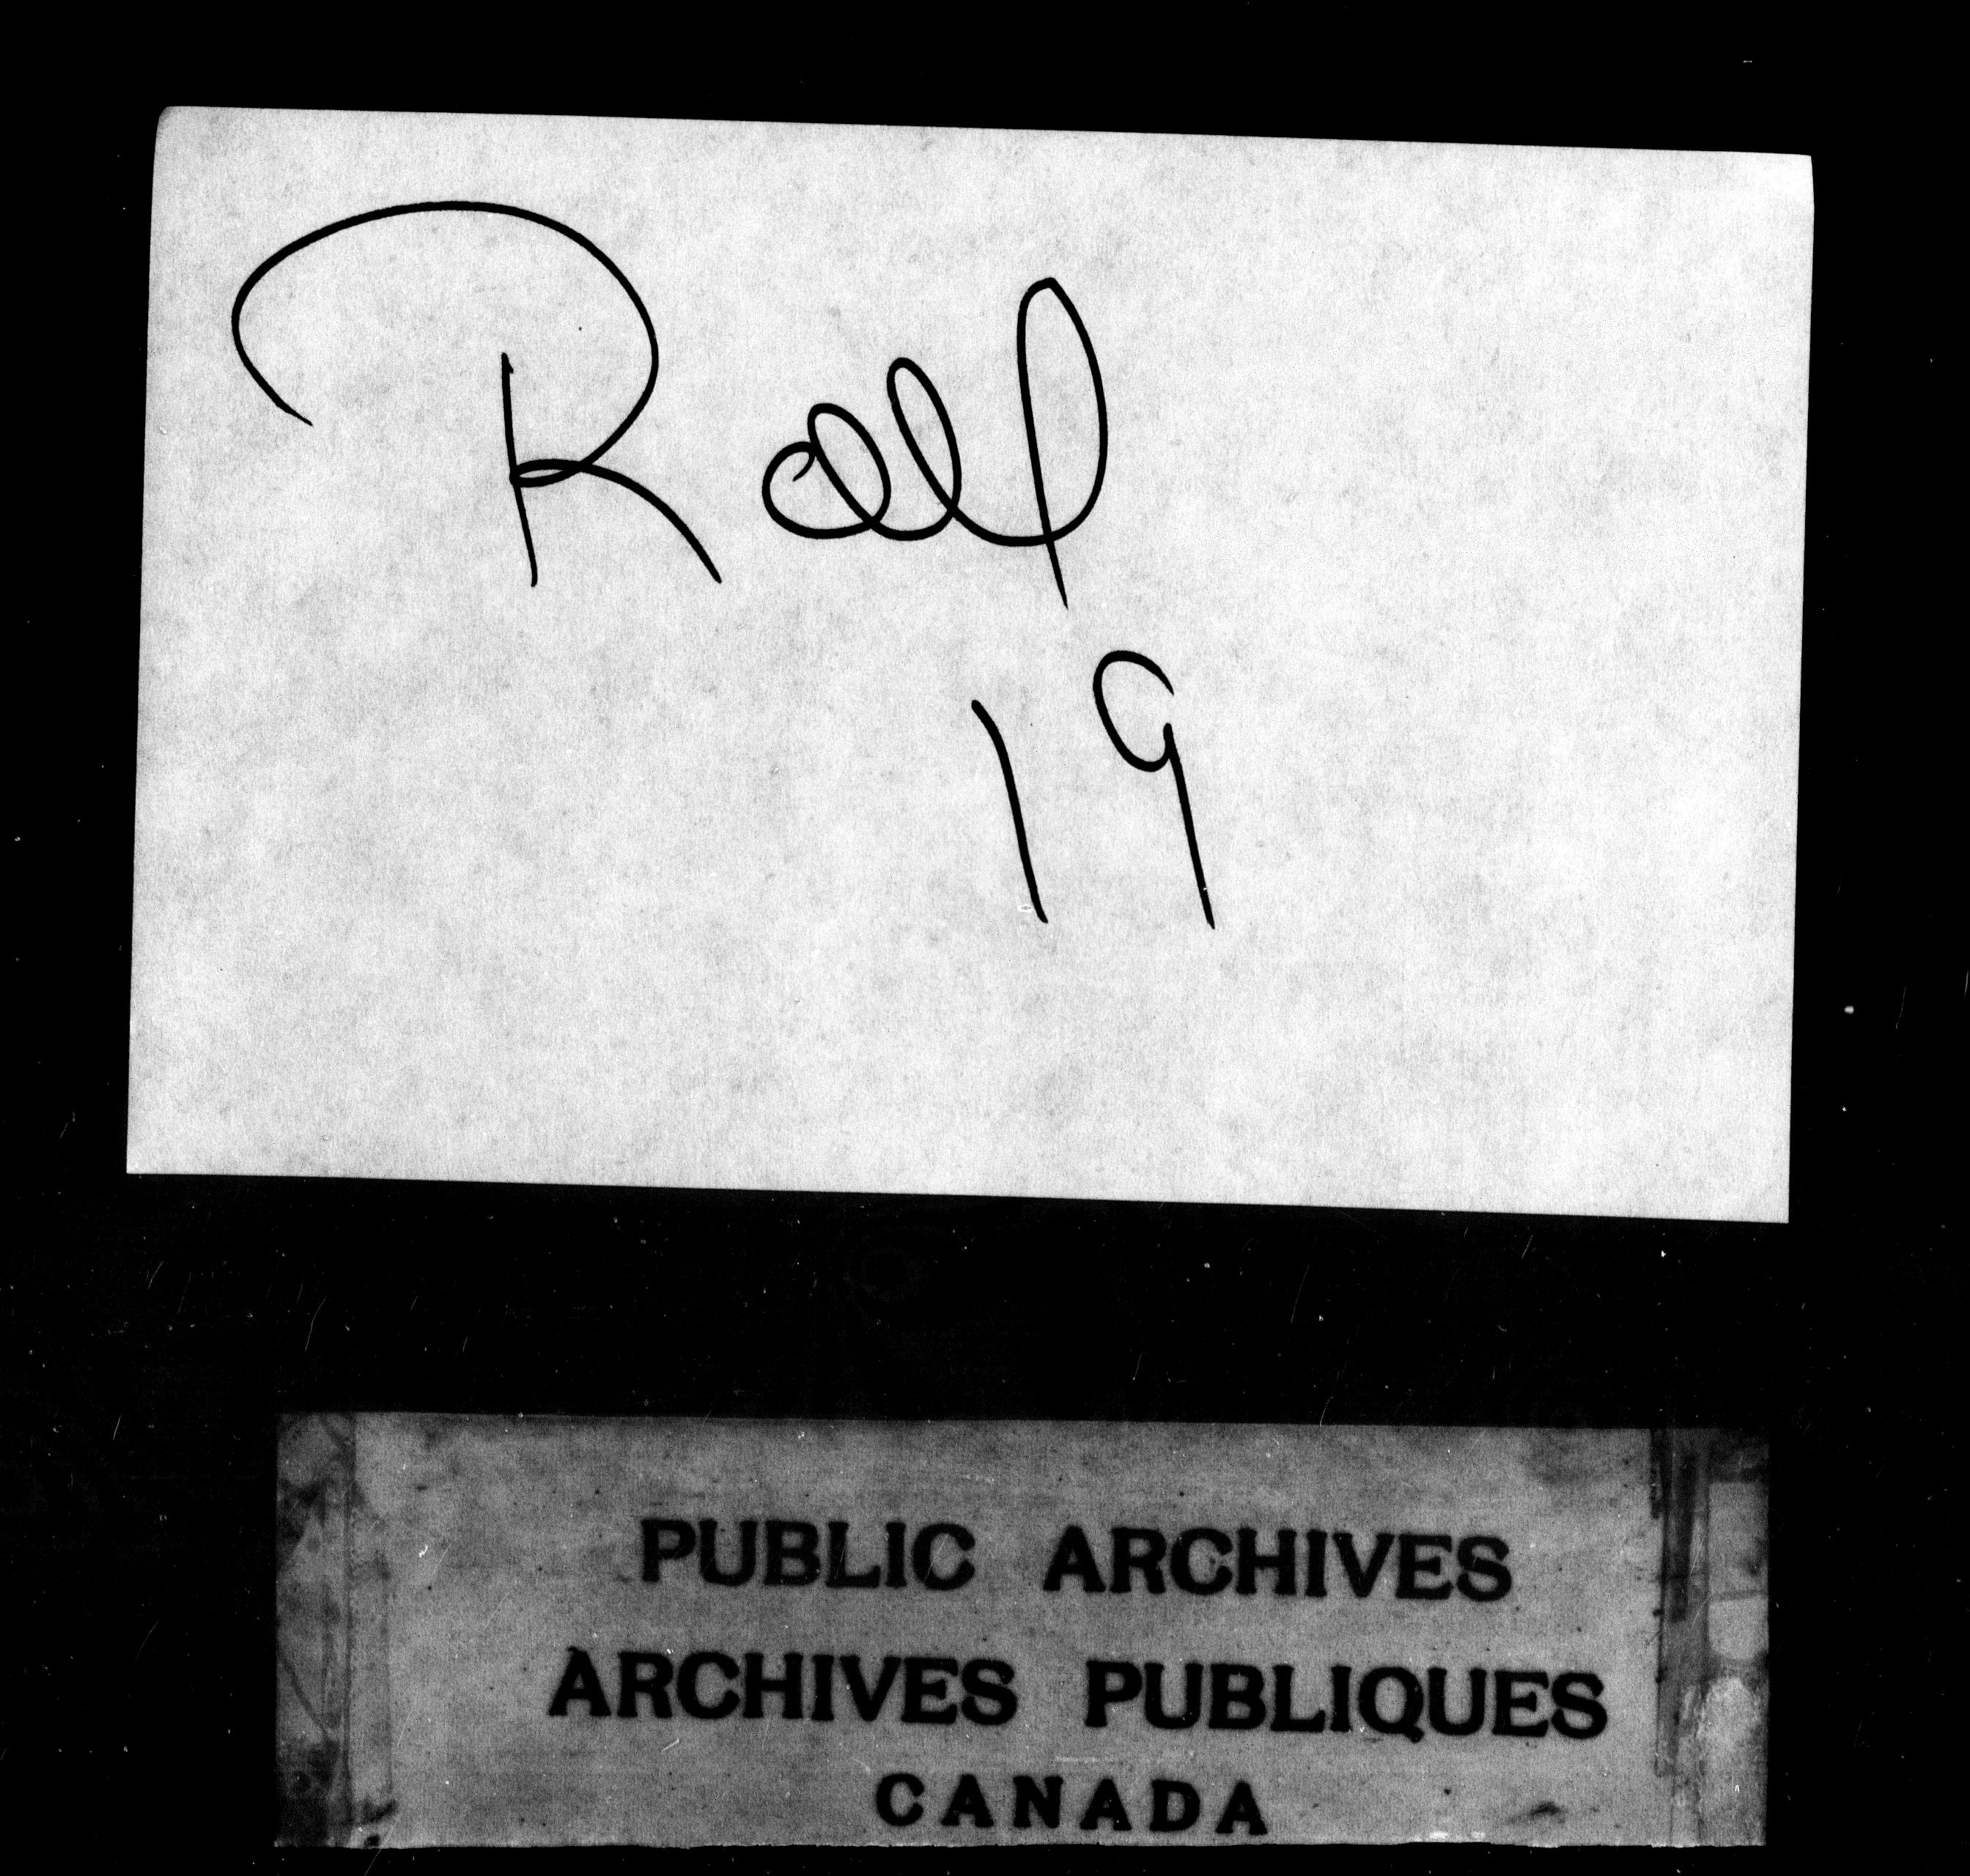 Roll
19
PUBLIC ARCHIVES
ARCHIVES PUBLIQUES
CANADA